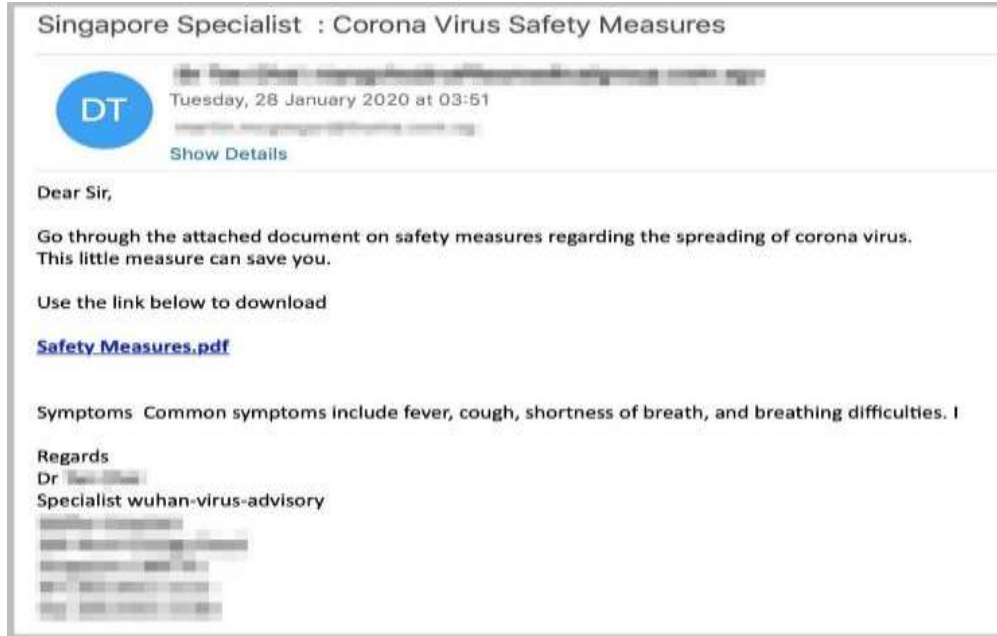 Singapore Specialist : Corona Virus Safety Measures
DT
Tuesday, 28 January 2020 at 03:51
Show Details
Dear Sir,
Go through the attached document on safety measures regarding the spreading of corona virus.
This little measure can save you.
Use the link below to download
Safety Measures.pdf
Symptoms Common symptoms include fever, cough, shortness of breath, and breathing difficulties. I
Regards
Dr
Specialist wuhan-virus-advisory